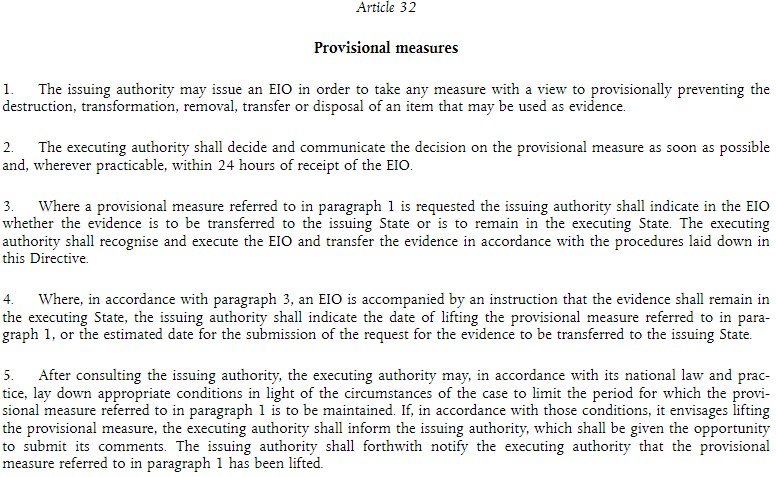 Article 32
Provisional measures
1. The issuing authority may issue an EIO in order to take any measure with a view to provisionally preventing the
destruction, transformation, removal, transfer or disposal of an item that may be used as evidence.
2. The executing authority shall decide and communicate the decision on the provisional measure as soon as possible
and, wherever practicable, within 24 hours of receipt of the EIO.
3. Where a provisional measure referred to in paragraph 1 is requested the issuing authority shall indicate in the EIO
whether the evidence is to be transferred to the issuing State or is to remain in the executing State. The executing
authority shall recognise and execute the EIO and transfer the evidence in accordance with the procedures laid down in
this Directive.
4. Where, in accordance with paragraph 3, an EIO is accompanied by an instruction that the evidence shall remain in
the executing State, the issuing authority shall indicate the date of lifting the provisional measure referred to in para-
graph 1, or the estimated date for the submission of the request for the evidence to be transferred to the issuing State.
5. After consulting the issuing authority, the executing authority may, in accordance with its national law and prac-
tice, lay down appropriate conditions in light of the circumstances of the case to limit the period for which the provi-
sional measure referred to in paragraph 1 is to be maintained. If, in accordance with those conditions, it envisages lifting
the provisional measure, the executing authority shall inform the issuing authority, which shall be given the opportunity
to submit its comments. The issuing authority shall forthwith notify the executing authority that the provisional
measure referred to in paragraph 1 has been lifted.